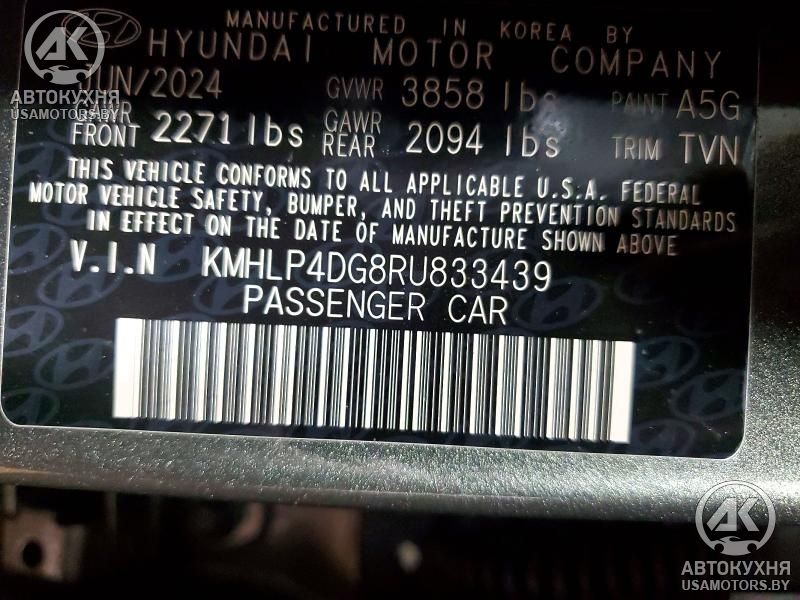 MANUFACTURED IN KOREA BY
HYUNDAI MOTOR COMPANY
JUN/2024 GVWR 3858 lbs PAINT A5G
FRONT 2271 lbs GAWR REAR 2094 lbs TRIM TVN
THIS VEHICLE CONFORMS TO ALL APPLICABLE U.S.A. FEDERAL
MOTOR VEHICLE SAFETY, BUMPER, AND THEFT PREVENTION STANDARDS
IN EFFECT ON THE DATE OF MANUFACTURE SHOWN ABOVE
V.I.N KMHLP4DG8RU833439
PASSENGER CAR
АК
АВТОКУХНЯ
USAMOTORS.BY
АК
АВТОКУХНЯ
USAMOTORS.BY